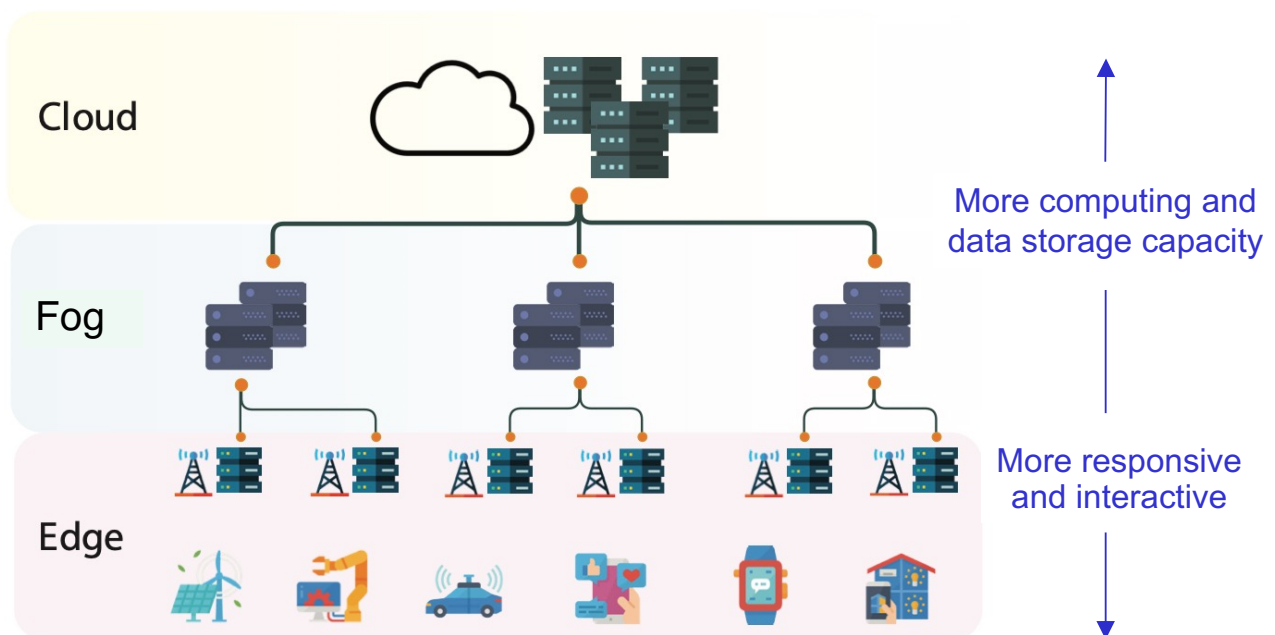 Cloud
More computing and
data storage capacity
Fog
More responsive
and interactive
Edge